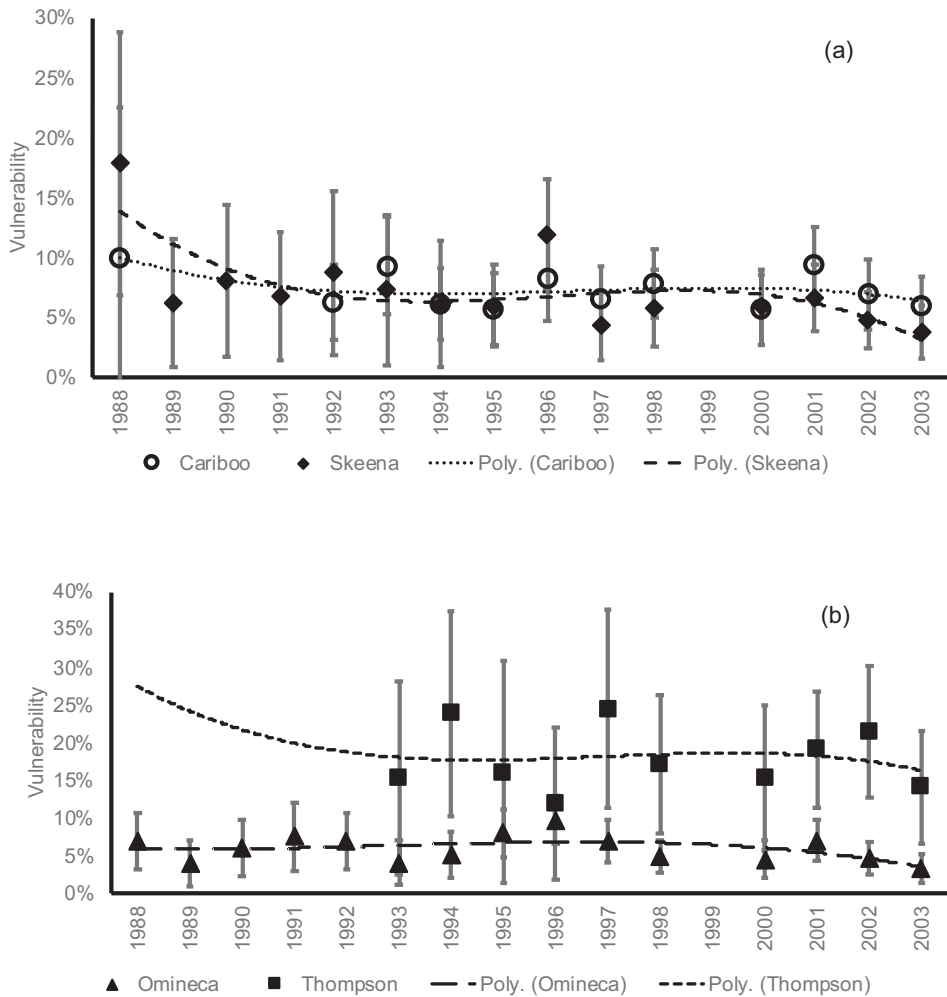 30%
25%
20%
15%
10%
5%
0%
Vulnerability
(a)
1988 1989 1990 1991 1992 1993 1994 1995 1996 1997 1998 1999 2000 2001 2002 2003
Cariboo Skeena Poly. (Cariboo) Poly. (Skeena)
40%
35%
30%
25%
20%
15%
10%
5%
0%
Vulnerability
(b)
1988 1989 1990 1991 1992 1993 1994 1995 1996 1997 1998 1999 2000 2001 2002 2003
Omineca Thompson Poly. (Omineca) Poly. (Thompson)